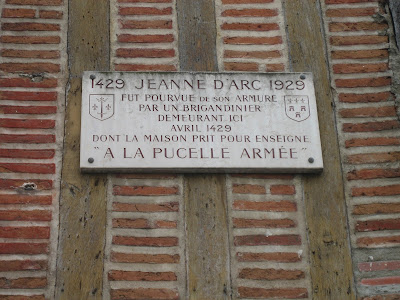 1429 JEANNE D'ARC 1929
FUT POURVUE DE SON ARMURE
PAR UN BRIGANDINIER
DEMEURANT ICI
AVRIL 1429
DONT LA MAISON PRIT POUR ENSEIGNE
"A LA PUCELLE ARMÉE"